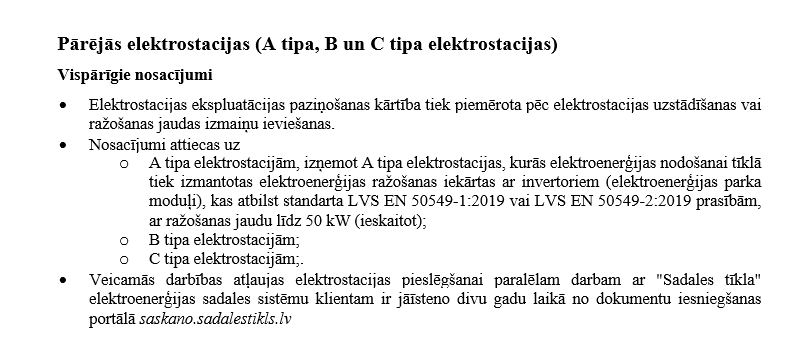 Pārējās elektrostacijas (A tipa, B un C tipa elektrostacijas)
Vispārīgie nosacījumi
• Elektrostacijas ekspluatācijas paziņošanas kārtība tiek piemērota pēc elektrostacijas uzstādīšanas vai
ražošanas jaudas izmaiņu ieviešanas.
• Nosacījumi attiecas uz
o A tipa elektrostacijām, izņemot A tipa elektrostacijas, kurās elektroenerģijas nodošanai tīklā
tiek izmantotas elektroenerģijas ražošanas iekārtas ar invertoriem (elektroenerģijas parka
moduļi), kas atbilst standarta LVS EN 50549-1:2019 vai LVS EN 50549-2:2019 prasībām,
ar ražošanas jaudu līdz 50 kW (ieskaitot);
o B tipa elektrostacijām;
o C tipa elektrostacijām;.
• Veicamās darbības atļaujas elektrostacijas pieslēgšanai paralēlam darbam ar "Sadales tīkla"
elektroenerģijas sadales sistēmu klientam ir jāīsteno divu gadu laikā no dokumentu iesniegšanas
portālā saskano.sadalestikls.lv